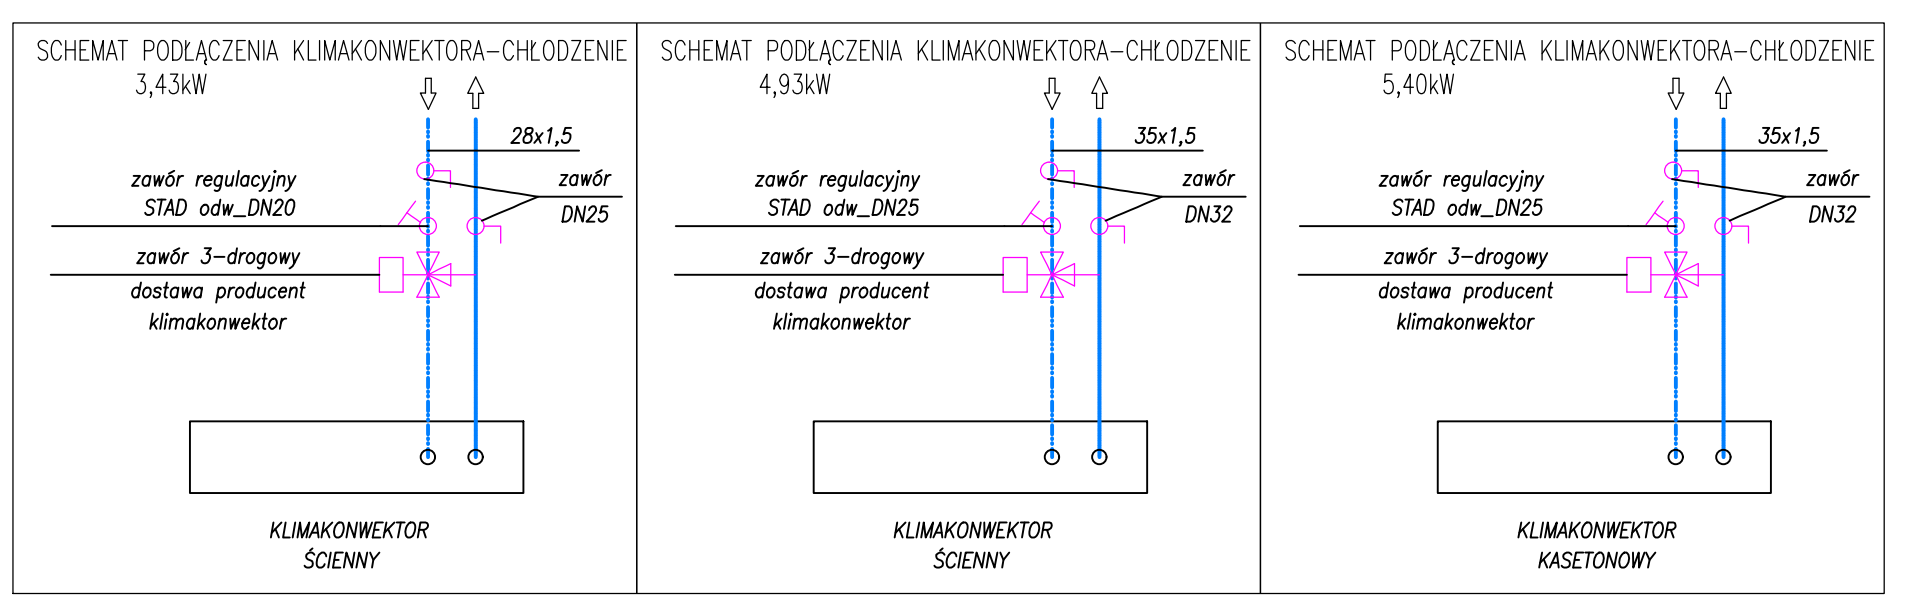 SCHEMAT PODŁĄCZENIA KLIMAKONWEKTORA-CHŁODZENIE
3,43kW
28x1,5
zawór regulacyjny
STAD odw_DN20
zawór
DN25
zawór 3-drogowy
dostawa producent
klimakonwektor
KLIMAKONWEKTOR
ŚCIENNY
SCHEMAT PODŁĄCZENIA KLIMAKONWEKTORA-CHŁODZENIE
4,93kW
35x1,5
zawór regulacyjny
STAD odw_DN25
zawór
DN32
zawór 3-drogowy
dostawa producent
klimakonwektor
KLIMAKONWEKTOR
ŚCIENNY
SCHEMAT PODŁĄCZENIA KLIMAKONWEKTORA-CHŁODZENIE
5,40kW
35x1,5
zawór regulacyjny
STAD odw_DN25
zawór
DN32
zawór 3-drogowy
dostawa producent
klimakonwektor
KLIMAKONWEKTOR
KASETONOWY